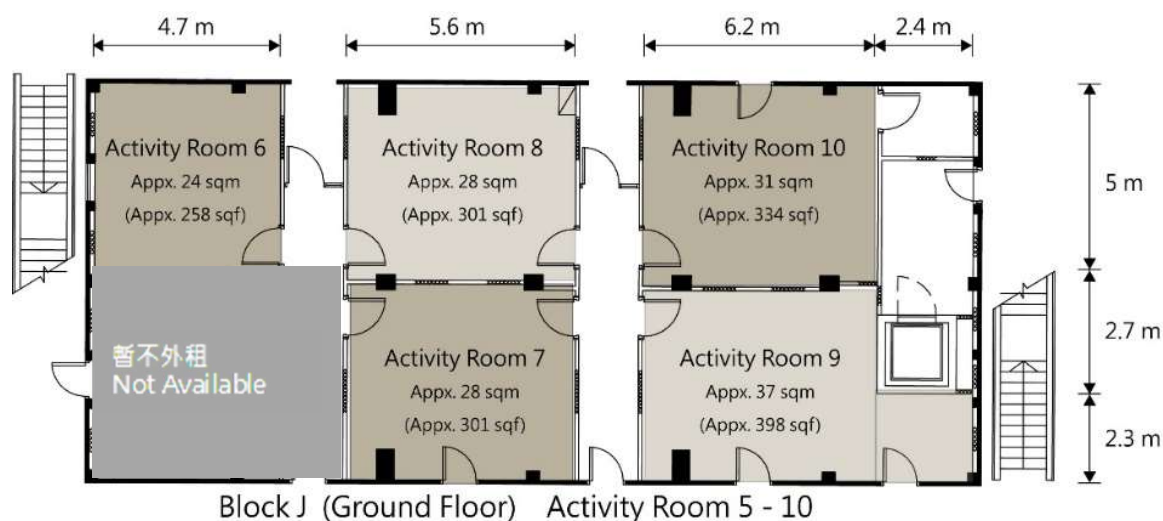 4.7 m
5.6 m
6.2 m
2.4 m
Activity Room 6
Appx. 24 sqm
(Appx. 258 sqf)
Activity Room 8
Appx. 28 sqm
(Appx. 301 sqf)
Activity Room 10
Appx. 31 sqm
(Appx. 334 sqf)
5 m
暫不外租
Not Available
Activity Room 7
Appx. 28 sqm
(Appx. 301 sqf)
Activity Room 9
Appx. 37 sqm
(Appx. 398 sqf)
2.7 m
2.3 m
Block J (Ground Floor) Activity Room 5 - 10